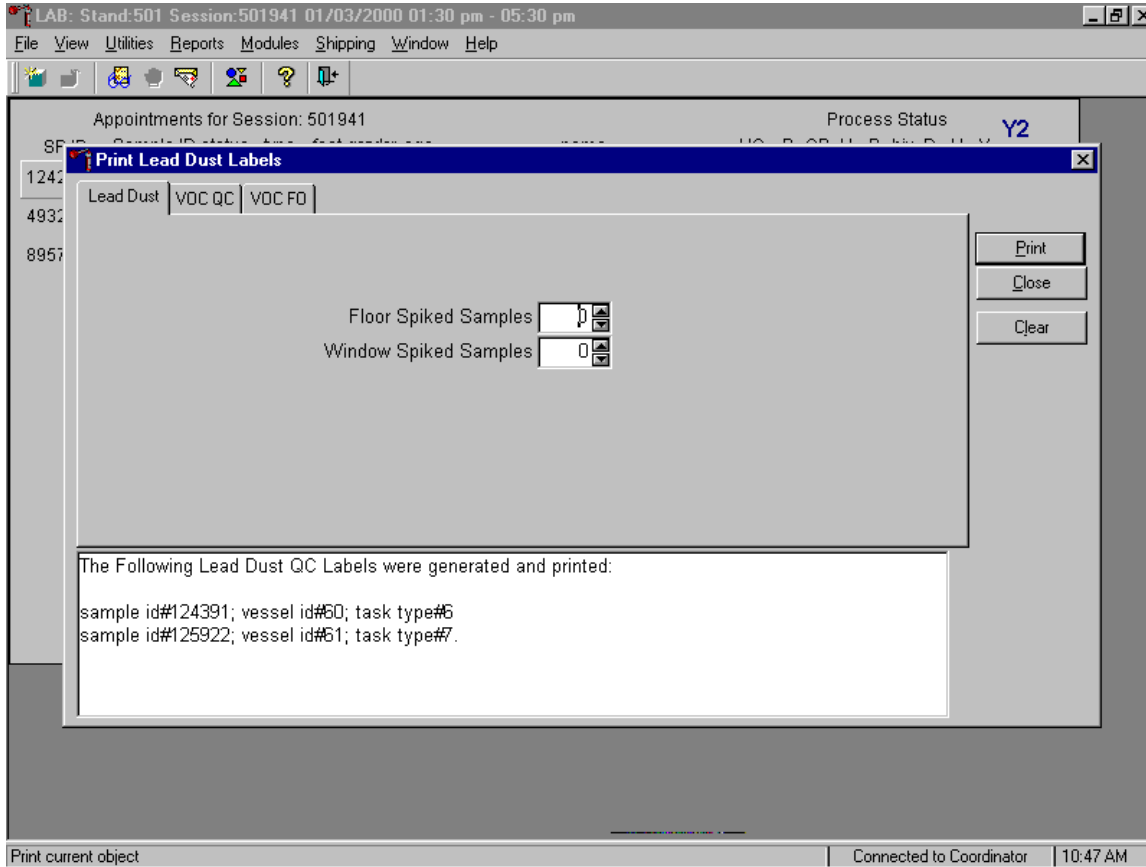 LAB: Stand:501 Session:501941 01/03/2000 01:30 pm - 05:30 pm
File View Utilities Reports Modules Shipping Window Help
Appointments for Session: 501941 Process Status Y2
Print Lead Dust Labels
1242
Lead Dust VOC QC VOC FO
4932
8957
Print
Close
Clear
Floor Spiked Samples 0
Window Spiked Samples 0
The Following Lead Dust QC Labels were generated and printed:
sample id#124391; vessel id#60; task type#6
sample id#125922; vessel id#61; task type#7.
Print current object Connected to Coordinator 10:47 AM